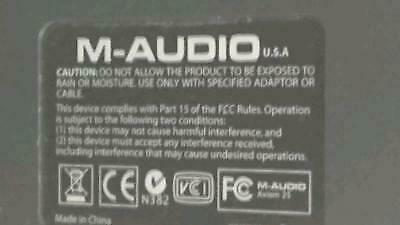 M-AUDIO U.S.A
CAUTION: DO NOT ALLOW THE PRODUCT TO BE EXPOSED TO
RAIN OR MOISTURE. USE ONLY WITH SPECIFIED ADAPTOR OR
CABLE.
This device complies with Part 15 of the FCC Rules. Operation
is subject to the following two conditions:
(1) this device may not cause harmful interference, and
(2) this device must accept any interference received,
including interference that may cause undesired operations.
CE N382 VCI FC M-AUDIO
Axiom 25
Made in China